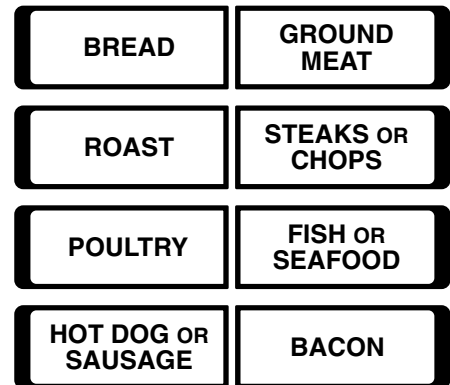 BREAD
GROUND
MEAT
ROAST
STEAKS OR
CHOPS
POULTRY
FISH OR
SEAFOOD
HOT DOG OR
SAUSAGE
BACON